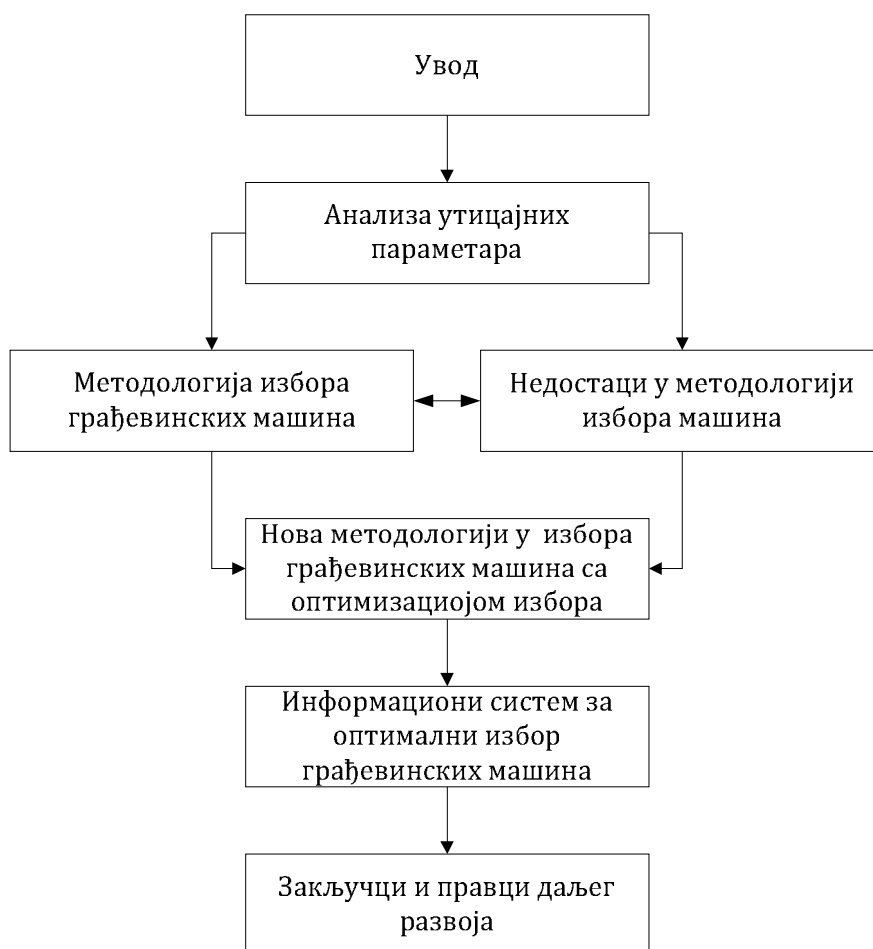 Увод
Анализа утицајних
параметара
Методологија избора
грађевинских машина
Недостаци у методологији
избора машина
Нова методологији у избора
грађевинских машина са
оптимизациојом избора
Информациони систем за
оптимални избор
грађевинских машина
Закључци и правци даљег
развоја